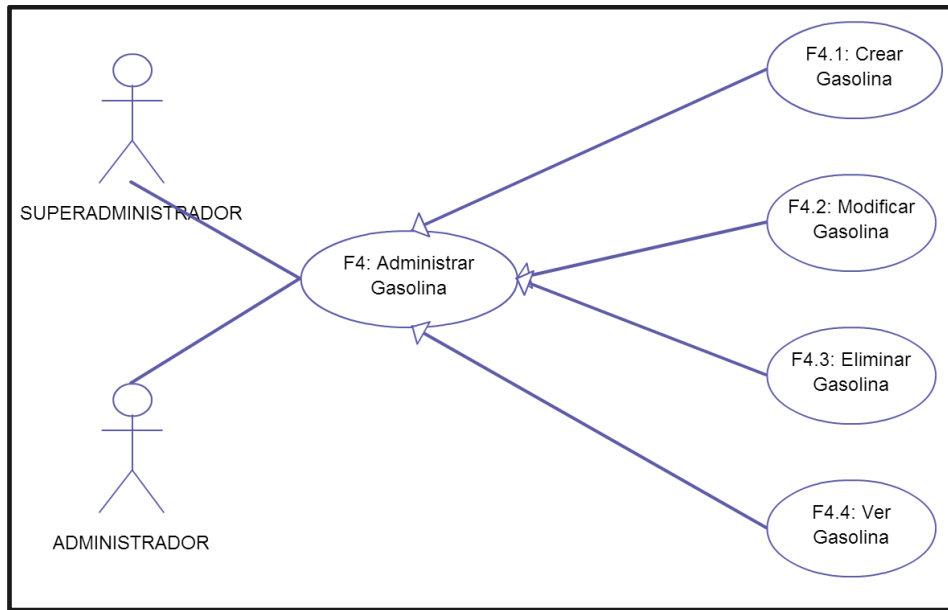 F4.1: Crear
Gasolina
SUPERADMINISTRADOR
F4.2: Modificar
Gasolina
F4: Administrar
Gasolina
F4.3: Eliminar
Gasolina
F4.4: Ver
Gasolina
ADMINISTRADOR